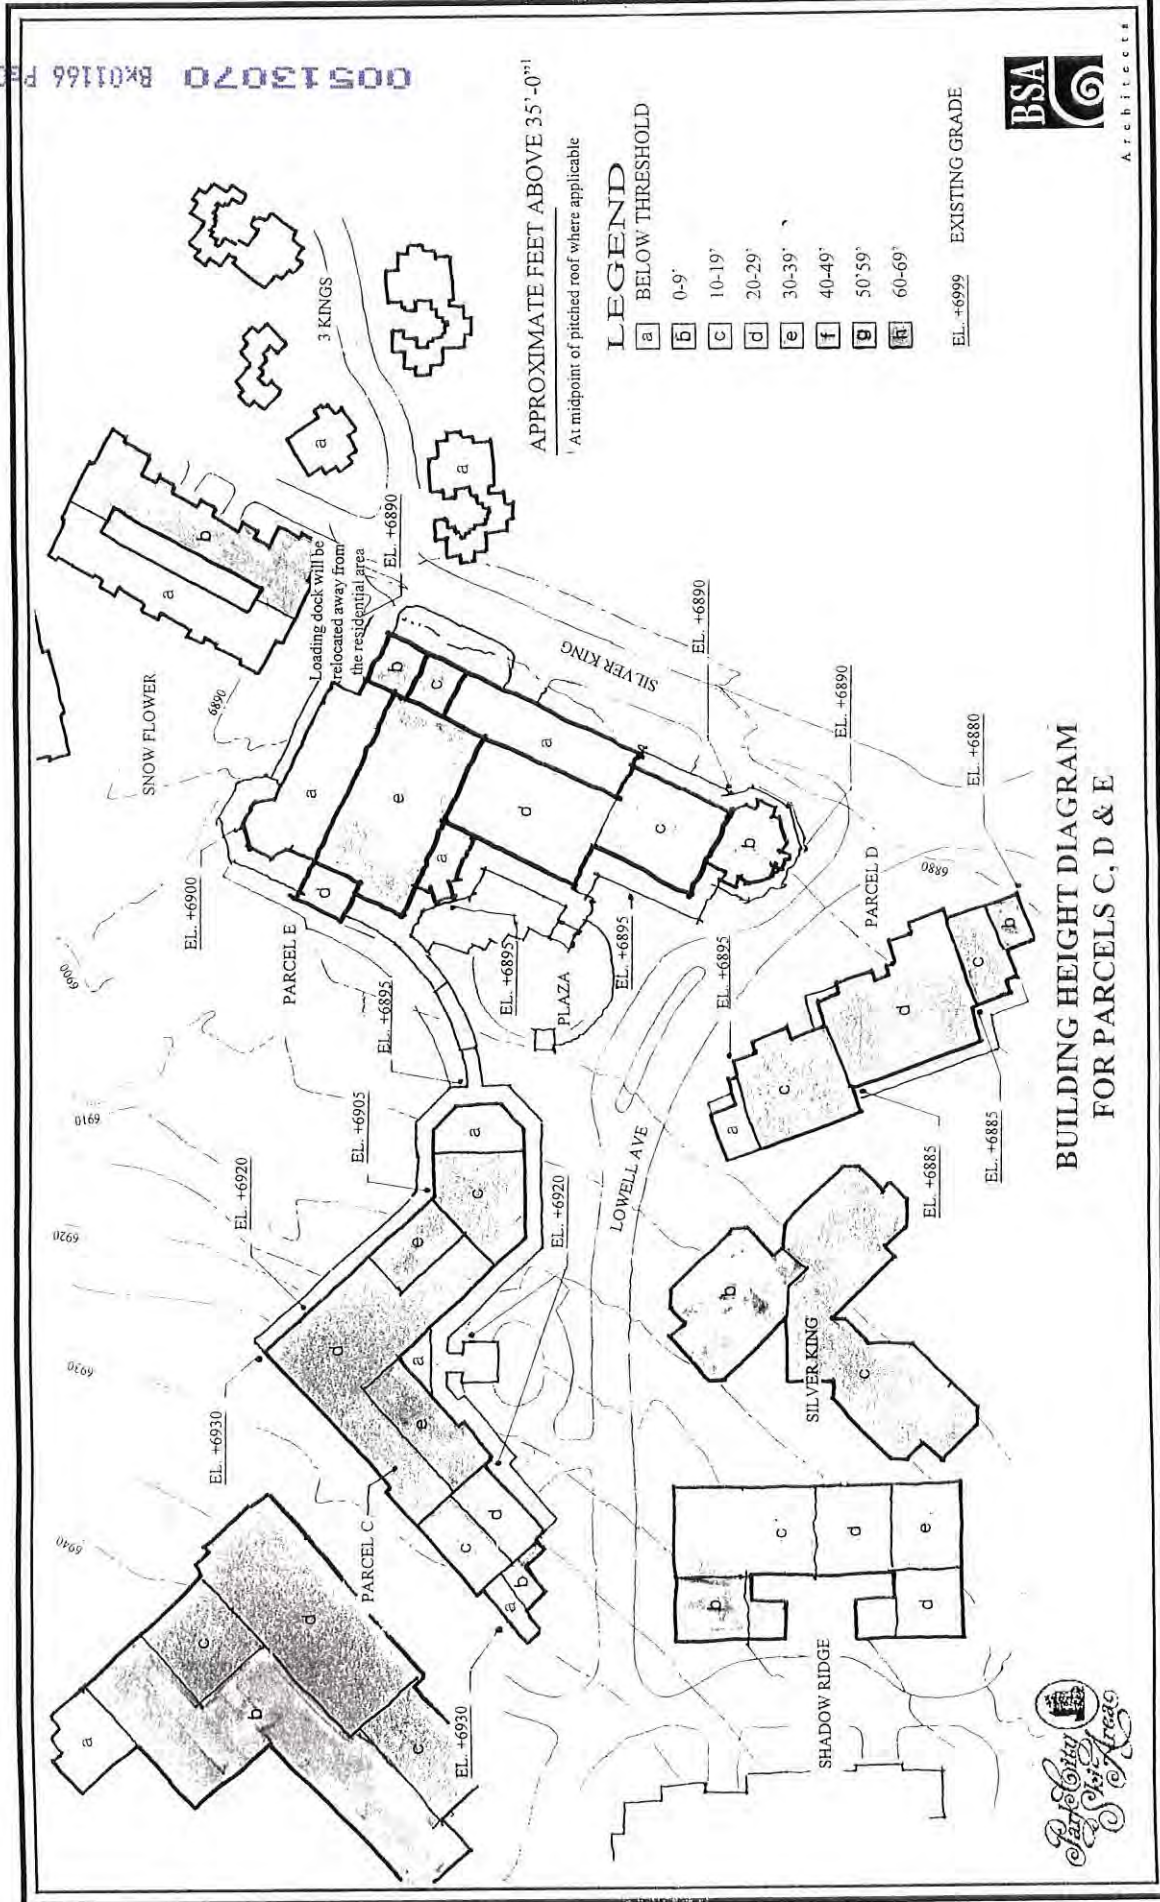 00513070 BK01166 PG0
3 KINGS
APPROXIMATE FEET ABOVE 35'-0"¹
¹ At midpoint of pitched roof where applicable
LEGEND
a BELOW THRESHOLD
b 0-9'
c 10-19'
d 20-29'
e 30-39'
f 40-49'
g 50'59'
h 60-69'
EL. +6999 EXISTING GRADE
BSA
Architects
a
a
a
b
Loading dock will be
relocated away from
the residential area
EL. +6890
SNOW FLOWER
6890
SILVER KING
EL. +6890
EL. +6890
EL. +6880
b
c
a
a
e
d
d
a
c
b
EL. +6900
6900
PARCEL E
EL. +6895
EL. +6895
PLAZA
EL. +6895
EL. +6895
PARCEL D
6880
b
c
d
c
a
EL. +6885
EL. +6885
6910
EL. +6905
EL. +6920
6920
a
c
e
d
a
e
c
d
a
b
EL. +6920
LOWELL AVE
6930
EL. +6930
6940
PARCEL C
EL. +6930
a
c
d
b
c
b
SILVER KING
c
c
d
e
b
d
SHADOW RIDGE
BUILDING HEIGHT DIAGRAM
FOR PARCELS C, D & E
Park City
Ski Area